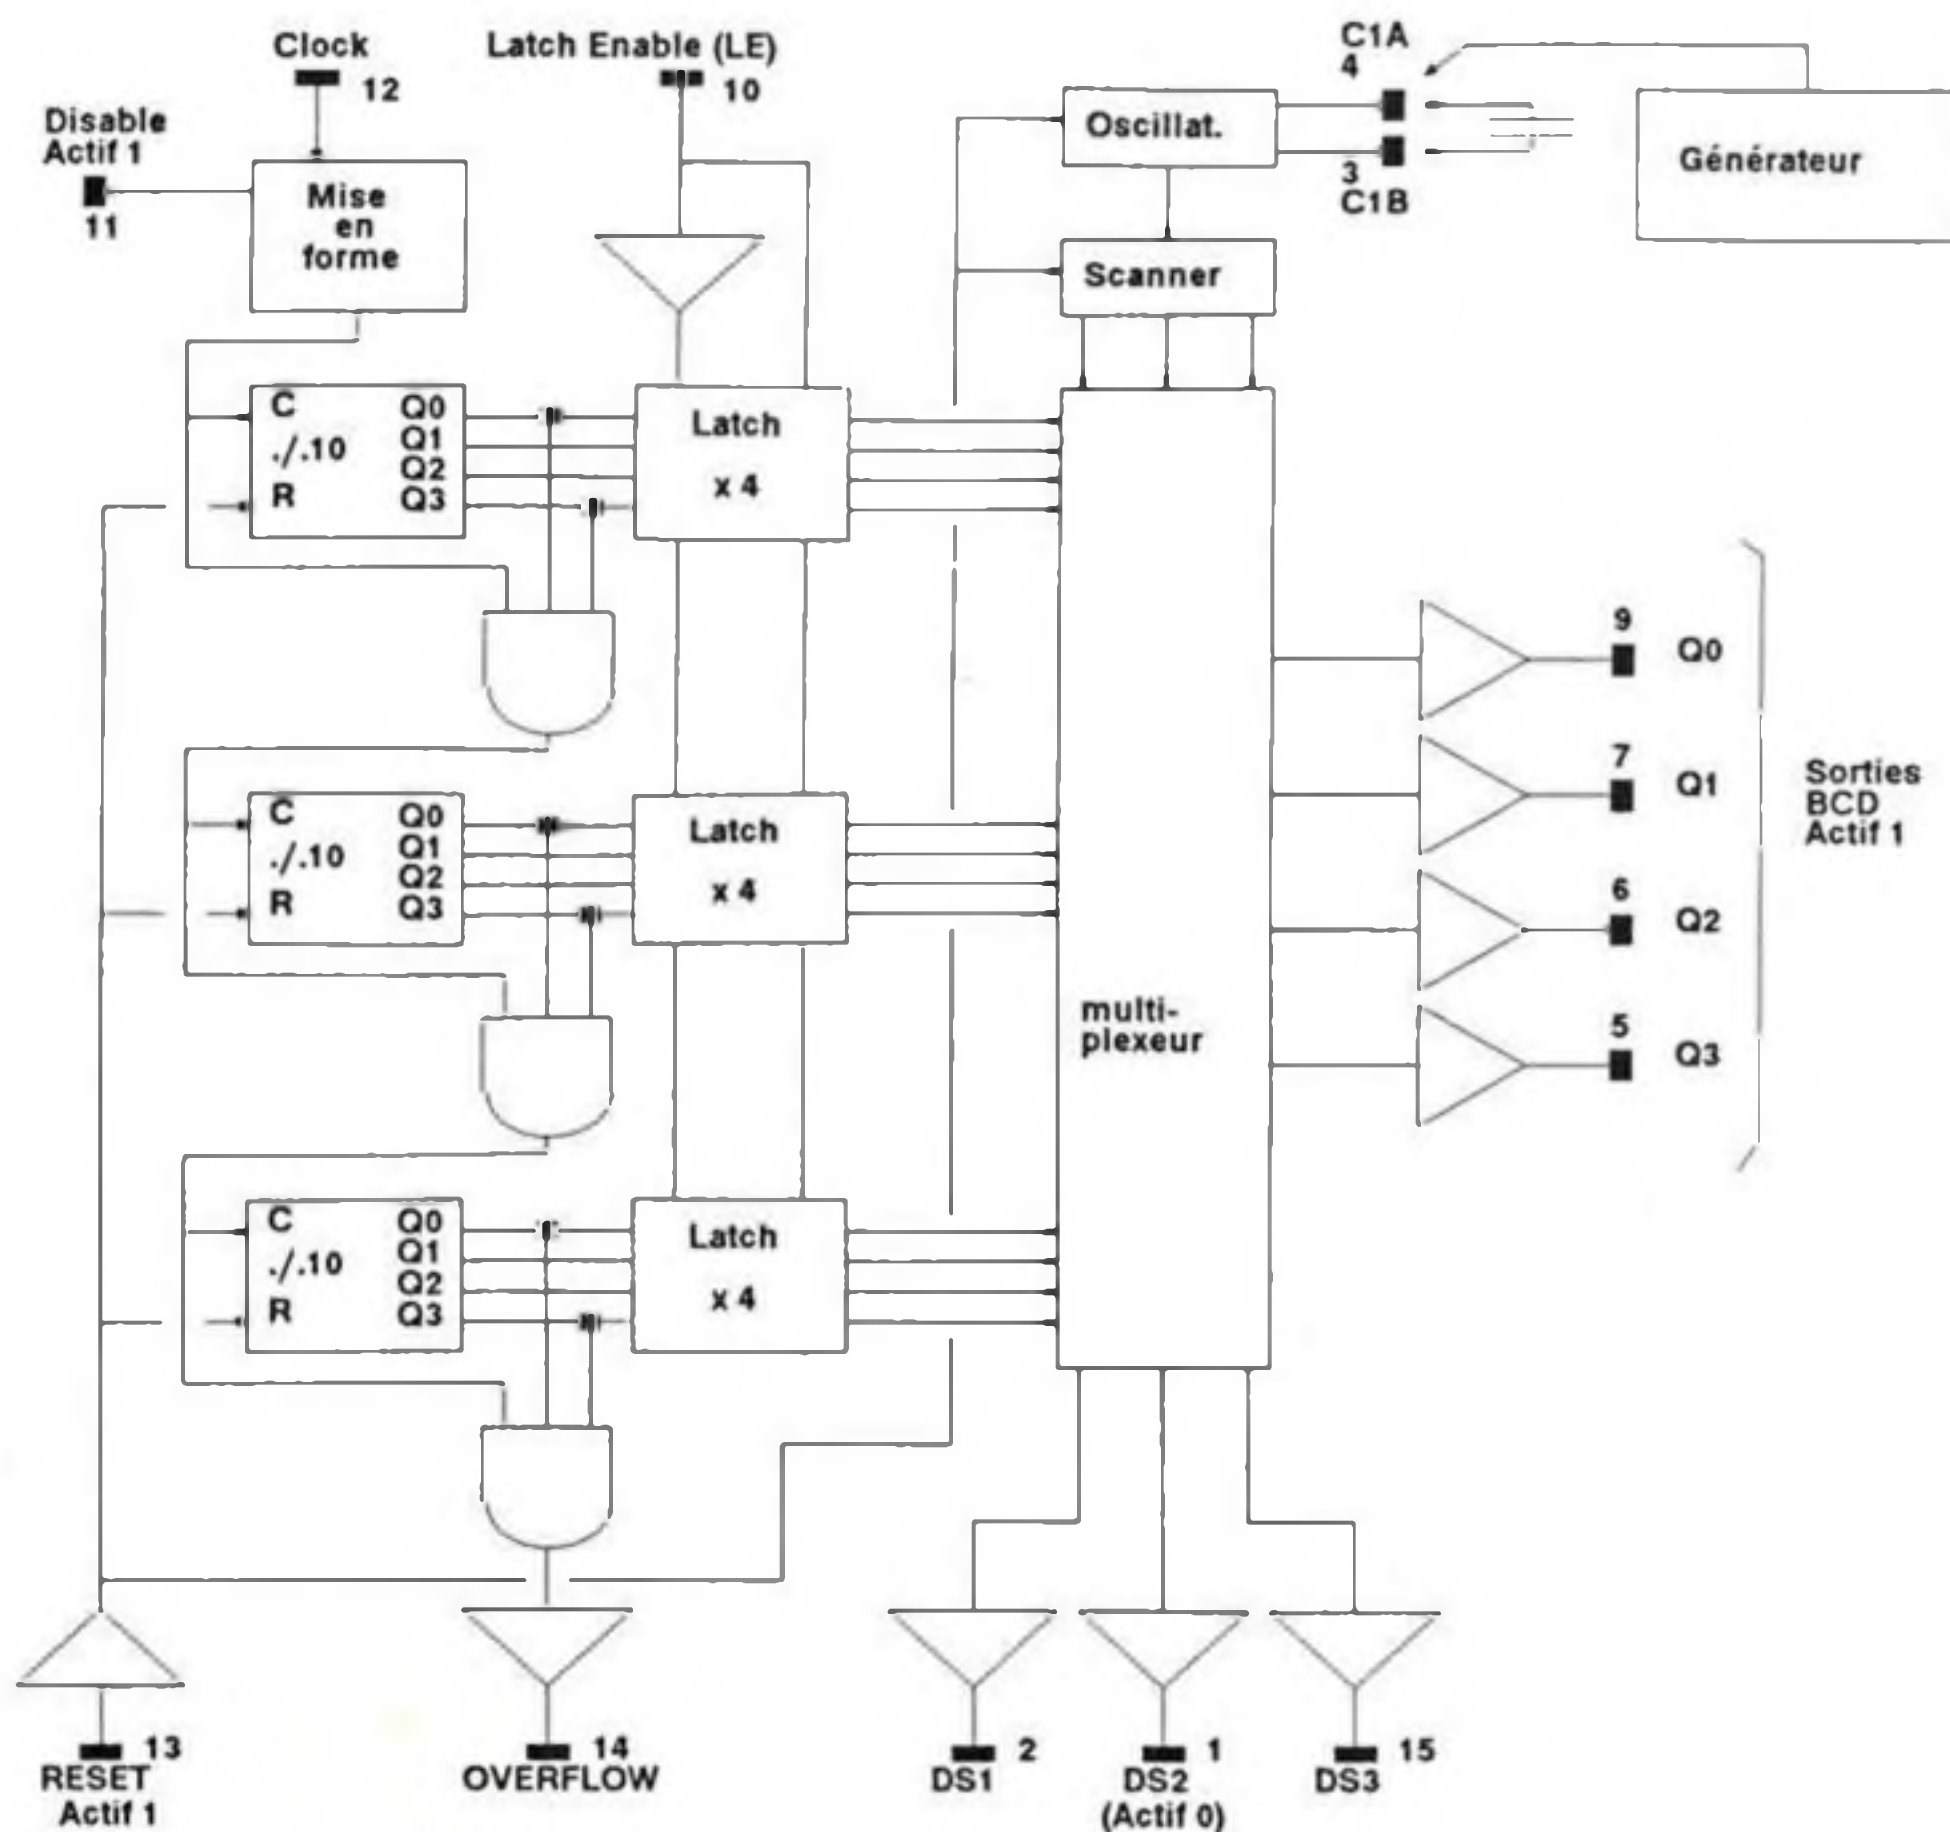 Clock
12
Latch Enable (LE)
10
C1A
4
Disable
Actif 1
11
Mise
en
forme
Oscillat.
3
C1B
Générateur
Scanner
C
./.10
R
Q0
Q1
Q2
Q3
Latch
x 4
9
Q0
7
Q1
Sorties
BCD
Actif 1
C
./.10
R
Q0
Q1
Q2
Q3
Latch
x 4
6
Q2
multi-
plexeur
5
Q3
C
./.10
R
Q0
Q1
Q2
Q3
Latch
x 4
13
RESET
Actif 1
14
OVERFLOW
2
DS1
1
DS2
(Actif 0)
15
DS3